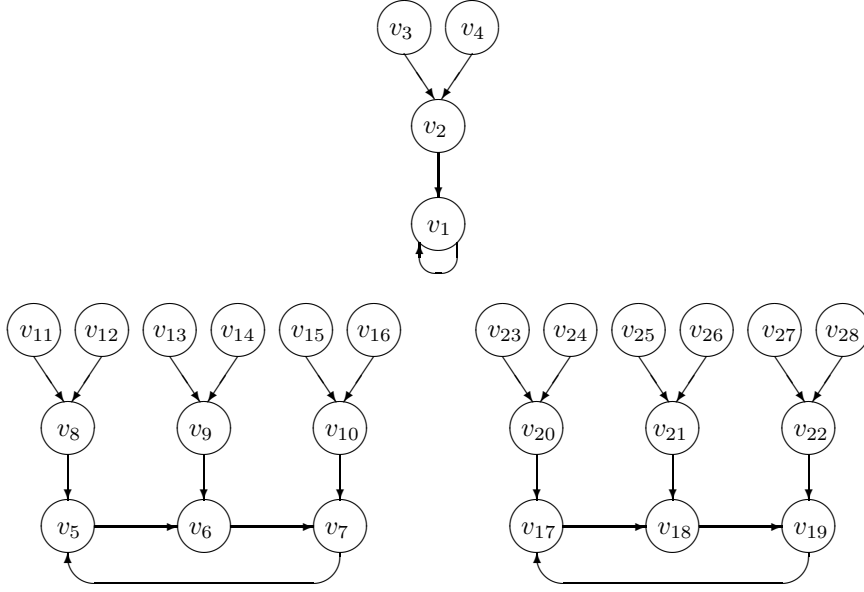 v₃ v₄
v₂
v₁
v₁₁ v₁₂ v₁₃ v₁₄ v₁₅ v₁₆ v₂₃ v₂₄ v₂₅ v₂₆ v₂₇ v₂₈
v₈ v₉ v₁₀ v₂₀ v₂₁ v₂₂
v₅ v₆ v₇ v₁₇ v₁₈ v₁₉